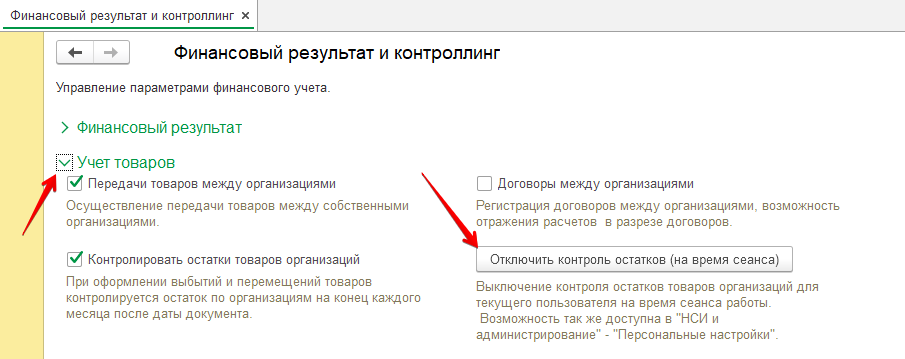 Финансовый результат и контроллинг ×
Финансовый результат и контроллинг
Управление параметрами финансового учета.
Финансовый результат
Учет товаров
Передачи товаров между организациями
Осуществление передачи товаров между собственными
организациями.
Договоры между организациями
Регистрация договоров между организациями, возможность
отражения расчетов в разрезе договоров.
Контролировать остатки товаров организаций
При оформлении выбытий и перемещений товаров
контролируется остаток по организациям на конец каждого
месяца после даты документа.
Отключить контроль остатков (на время сеанса)
Выключение контроля остатков товаров организаций для
текущего пользователя на время сеанса работы.
Возможность так же доступна в "НСИ и
администрирование" - "Персональные настройки".